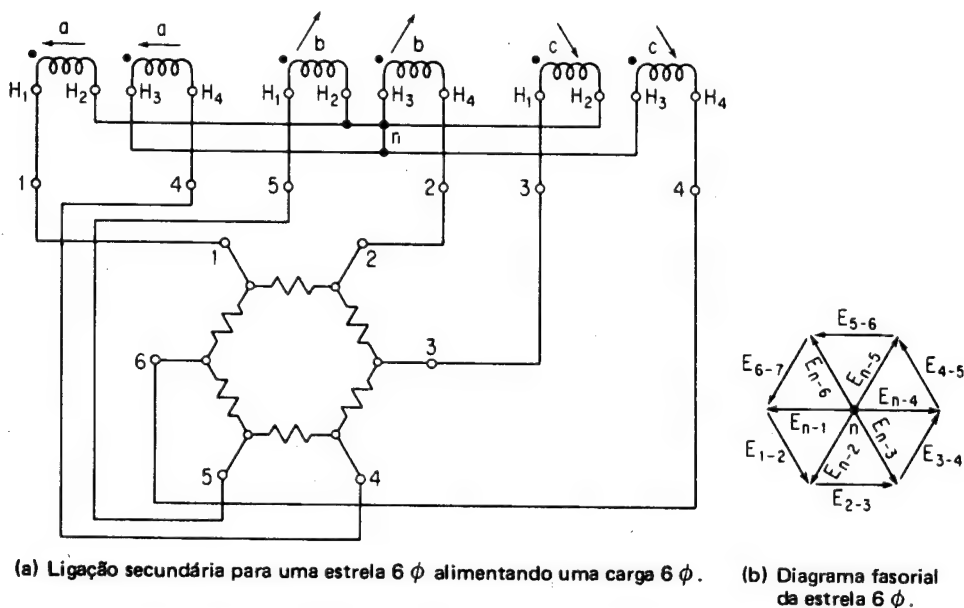 a a b b c c
H1 H2 H3 H4 H1 H2 H3 H4 H1 H2 H3 H4
n
1 4 5 2 3 4
1 2
6 3
5 4
E5-6
E6-7 En-6 En-5 E4-5
En-1 n En-4
E1-2 En-2 En-3 E3-4
E2-3
(a) Ligação secundária para uma estrela 6 ϕ alimentando uma carga 6 ϕ.
(b) Diagrama fasorial
da estrela 6 ϕ.